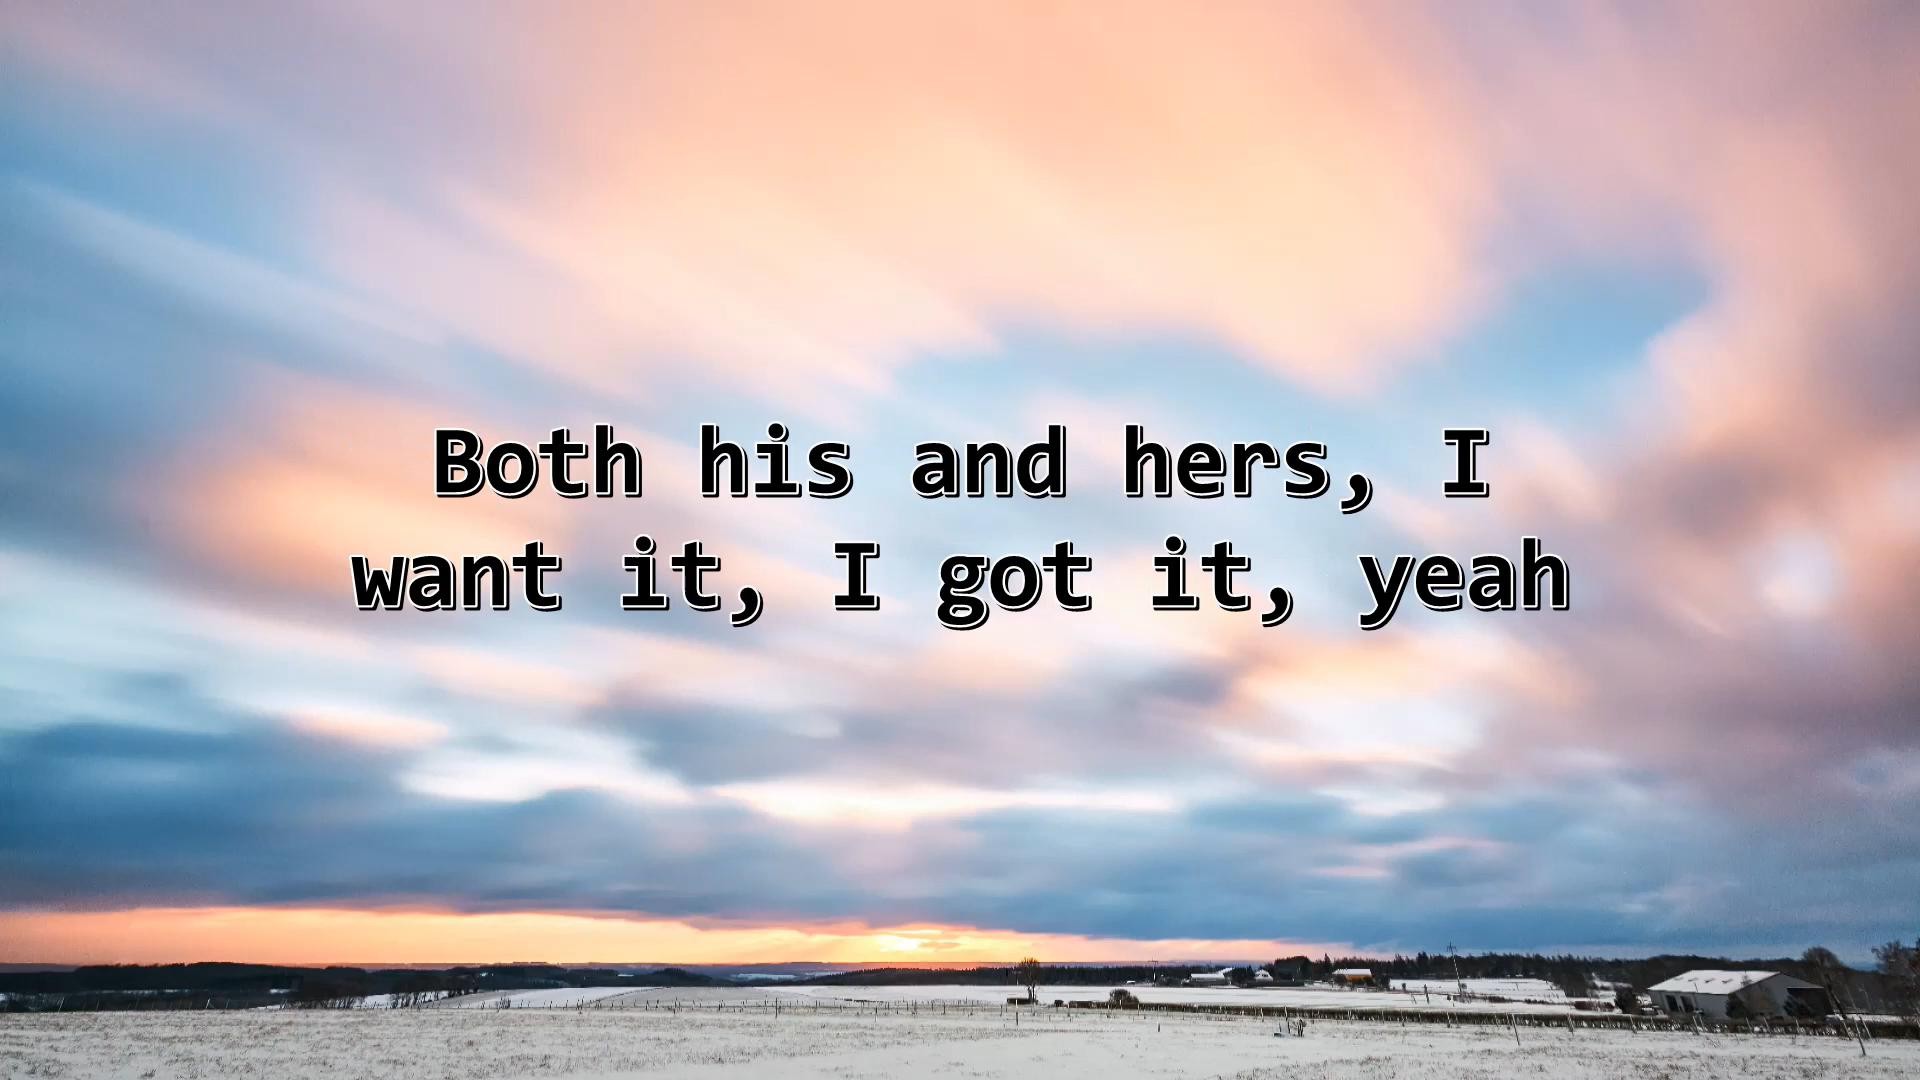 Both his and hers, I
want it, I got it, yeah